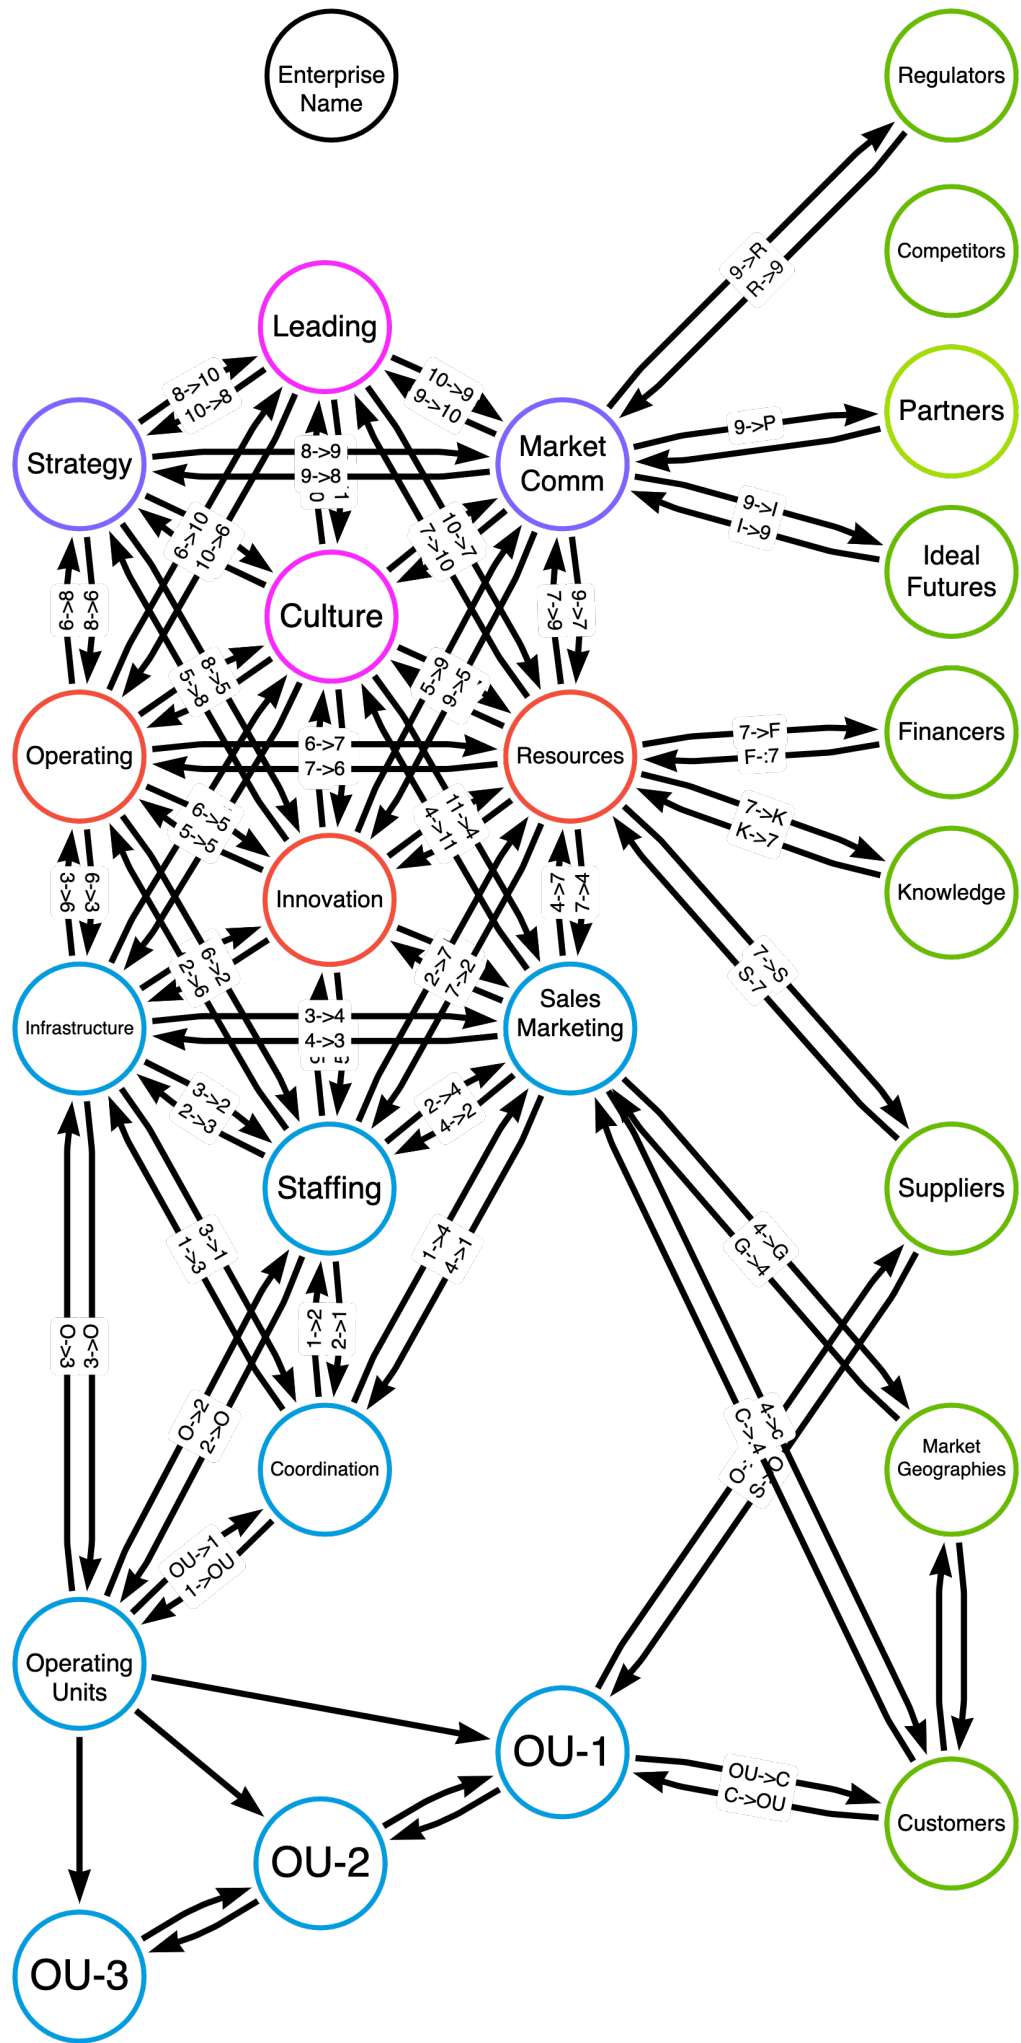 Enterprise
Name
Regulators
Competitors
9->R
R->9
Leading
8->10
10->8
10->9
9->10
Partners
9->P
Strategy
8->9
9->8
Market
Comm
9->I
I->9
Ideal
Futures
6->10
10->6
10->7
7->10
Culture
6->8
8->6
7->9
9->7
8->5
5->8
5->9
9->5
Operating
6->7
7->6
Resources
7->F
F-:7
Financers
6->5
5->5
11->4
4->11
7->K
K->7
Innovation
Knowledge
3->6
6->3
4->7
7->4
6->2
2->6
2->7
7->2
7->S
S-7
Infrastructure
3->4
4->3
Sales
Marketing
3->2
2->3
2->4
4->2
Staffing
Suppliers
3->1
1->3
1->4
4->1
4->G
G->4
O->3
3->O
1->2
2->1
O->2
2->O
4->c
C->.4
Coordination
Market
Geographies
OU->1
1->OU
Operating
Units
OU-1
OU->C
C->OU
Customers
OU-2
OU-3